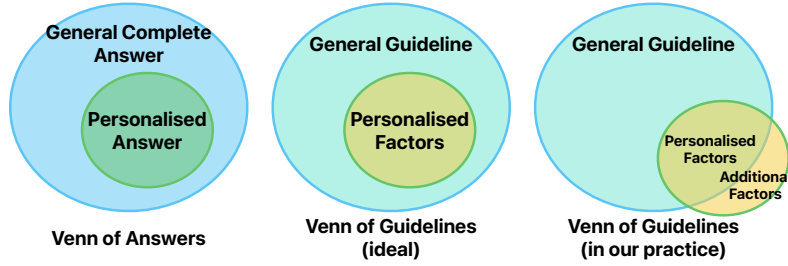 General Complete
Answer
Personalised
Answer
Venn of Answers
General Guideline
Personalised
Factors
Venn of Guidelines
(ideal)
General Guideline
Personalised
Factors
Additiona
Factors
Venn of Guidelines
(in our practice)